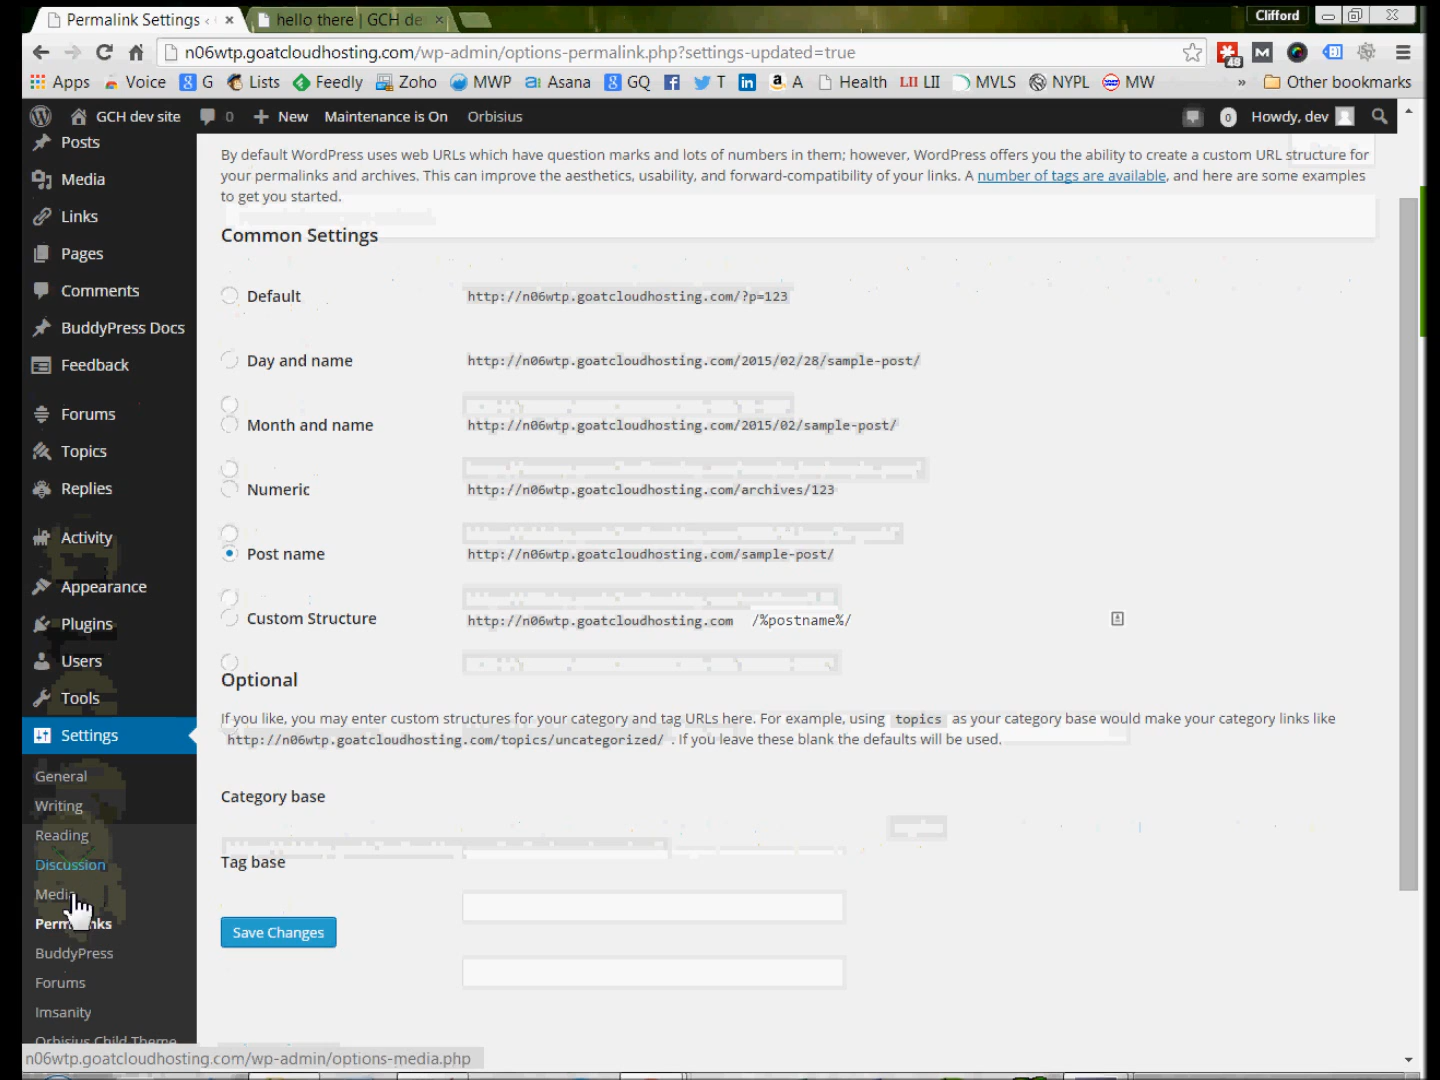 Permalink Settings ‹
hello there | GCH de
Clifford
n06wtp.goatcloudhosting.com/wp-admin/options-permalink.php?settings-updated=true
48
Apps Voice G Lists Feedly Zoho MWP Asana GQ T A Health LII MVLS NYPL MW » Other bookmarks
GCH dev site 0 New Maintenance is On Orbisius 0 Howdy, dev
Posts
Media
Links
Pages
Comments
BuddyPress Docs
Feedback
Forums
Topics
Replies
Activity
Appearance
Plugins
Users
Tools
Settings
General
Writing
Reading
Discussion
Media
Permalinks
BuddyPress
Forums
Imsanity
Orbisius Child Theme
By default WordPress uses web URLs which have question marks and lots of numbers in them; however, WordPress offers you the ability to create a custom URL structure for
your permalinks and archives. This can improve the aesthetics, usability, and forward-compatibility of your links. A number of tags are available, and here are some examples
to get you started.
Common Settings
Default http://n06wtp.goatcloudhosting.com/?p=123
Day and name http://n06wtp.goatcloudhosting.com/2015/02/28/sample-post/
Month and name http://n06wtp.goatcloudhosting.com/2015/02/sample-post/
Numeric http://n06wtp.goatcloudhosting.com/archives/123
Post name http://n06wtp.goatcloudhosting.com/sample-post/
Custom Structure http://n06wtp.goatcloudhosting.com /%postname%/
Optional
If you like, you may enter custom structures for your category and tag URLs here. For example, using topics as your category base would make your category links like
http://n06wtp.goatcloudhosting.com/topics/uncategorized/ . If you leave these blank the defaults will be used.
Category base
Tag base
Save Changes
n06wtp.goatcloudhosting.com/wp-admin/options-media.php